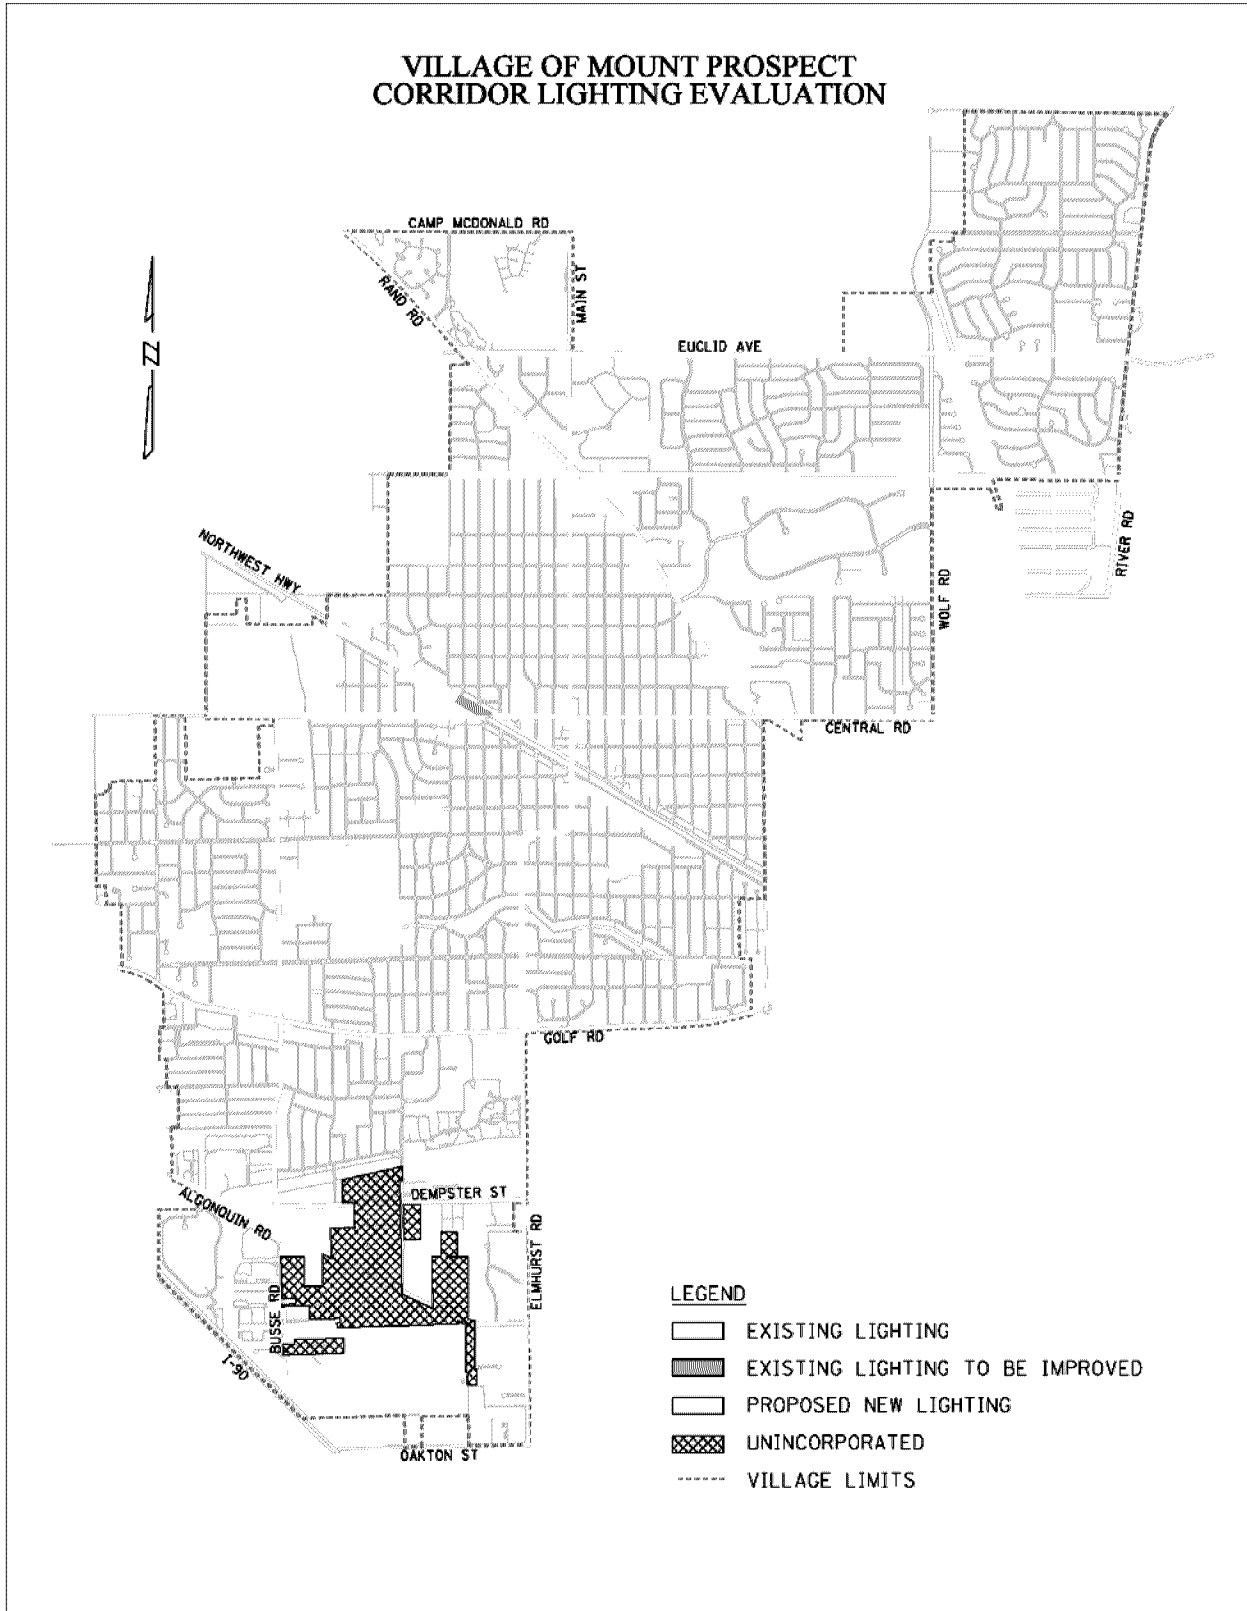 VILLAGE OF MOUNT PROSPECT
CORRIDOR LIGHTING EVALUATION
CAMP MCDONALD RD
RAND RD
MAIN ST
EUCLID AVE
NORTHWEST HWY
WOLF RD
RIVER RD
CENTRAL RD
GOLF RD
DEMPSTER ST
ALGONQUIN RD
ELMHURST RD
BUSSE RD
I-90
OAKTON ST
LEGEND
EXISTING LIGHTING
EXISTING LIGHTING TO BE IMPROVED
PROPOSED NEW LIGHTING
UNINCORPORATED
VILLAGE LIMITS